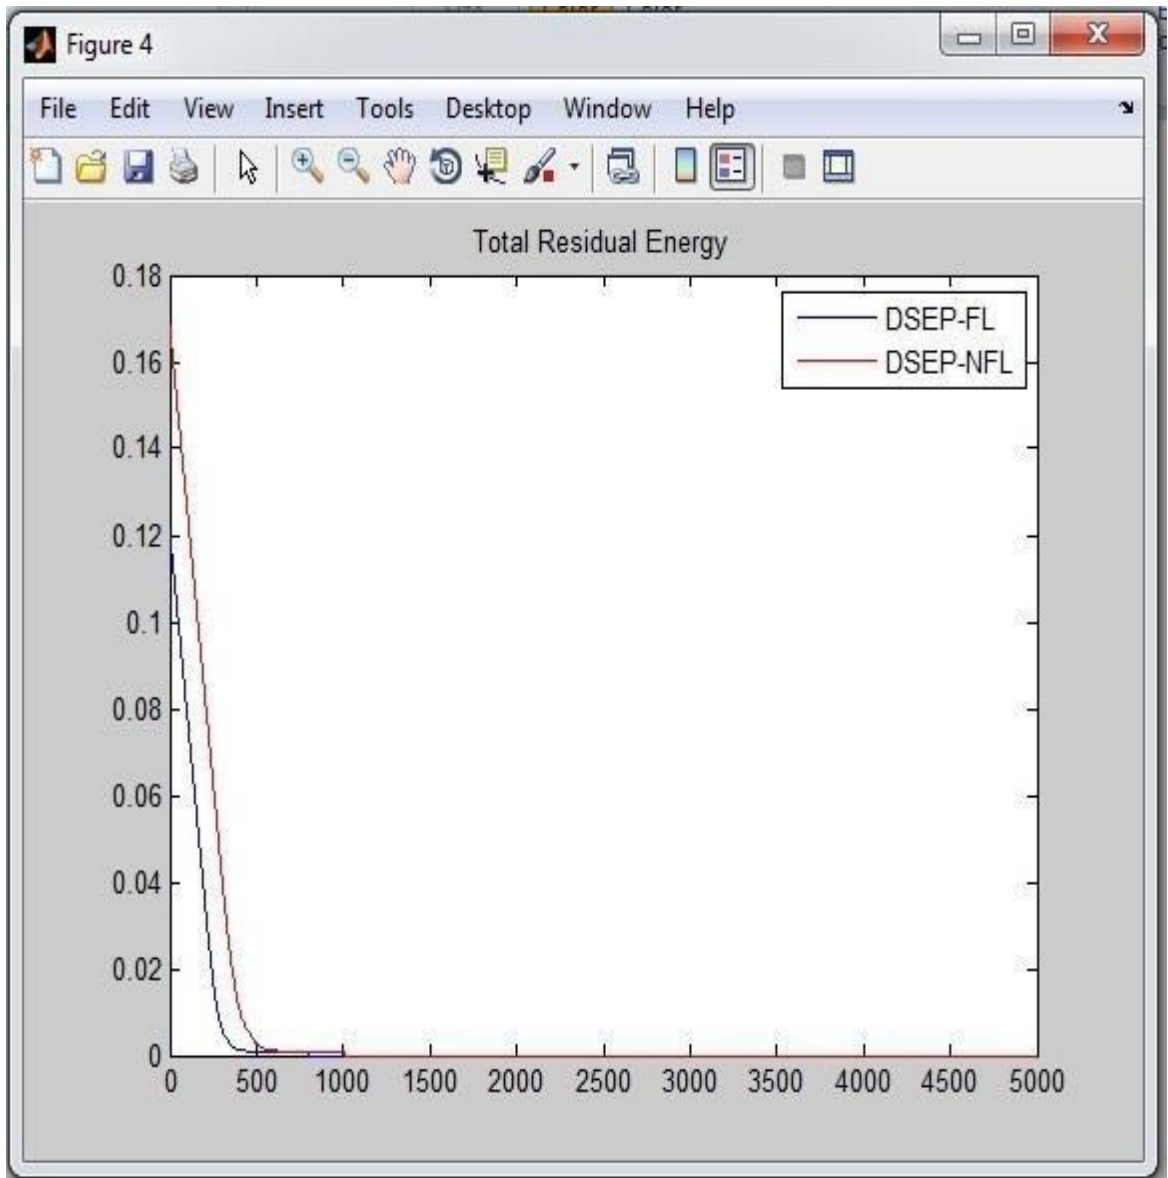 Figure 4
File Edit View Insert Tools Desktop Window Help
Total Residual Energy
0.18
0.16
0.14
0.12
0.1
0.08
0.06
0.04
0.02
0
DSEP-FL
DSEP-NFL
0 500 1000 1500 2000 2500 3000 3500 4000 4500 5000